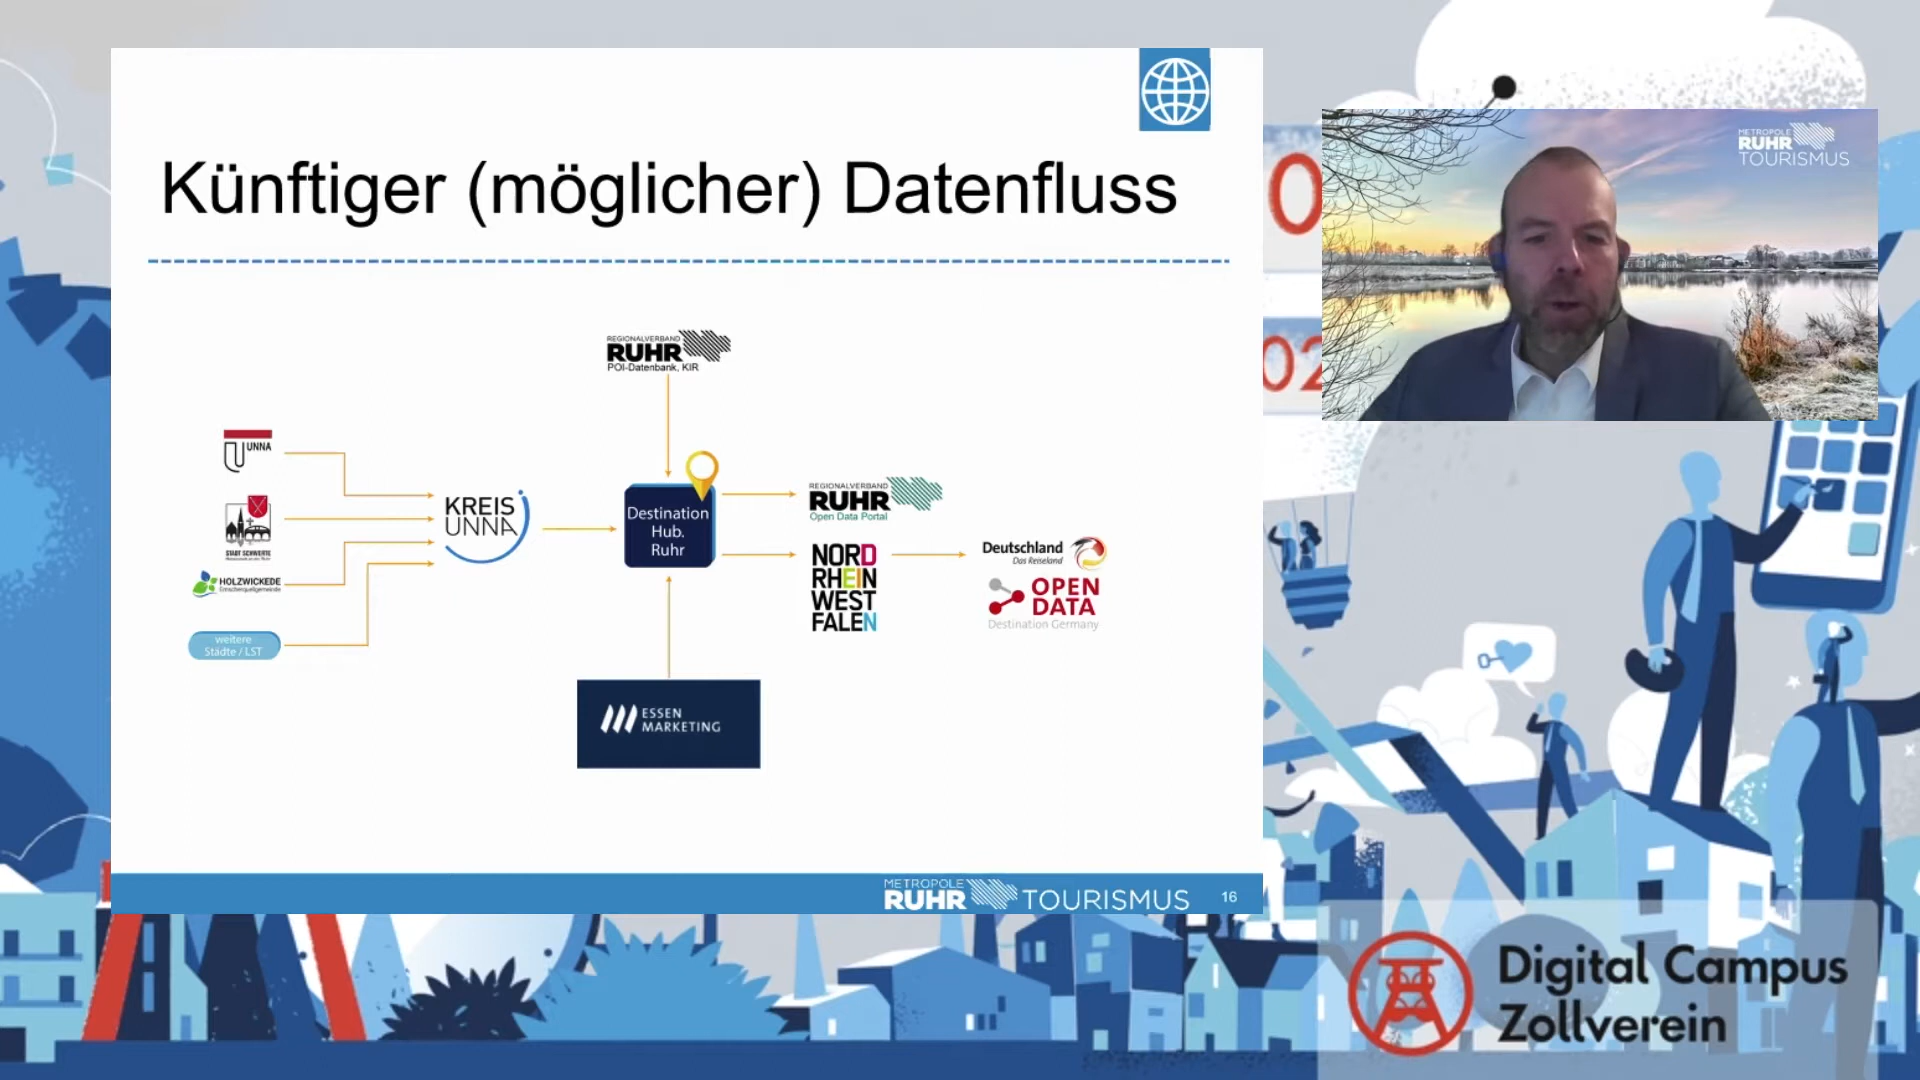 Künftiger (möglicher) Datenfluss
REGIONALVERBAND
RUHR
POI-Datenbank, KIR
UNNA
STADT SCHWERTE
HOLZWICKEDE
Emscherquellgemeinde
weitere
Städte / LST
KREIS
UNNA
Destination
Hub.
Ruhr
REGIONALVERBAND
RUHR
Open Data Portal
NORD
RHEIN
WEST
FALEN
Deutschland
Das Reiseland
OPEN
DATA
Destination Germany
ESSEN
MARKETING
METROPOLE
RUHR
TOURISMUS
16
METROPOLE
RUHR
TOURISMUS
Digital Campus
Zollverein